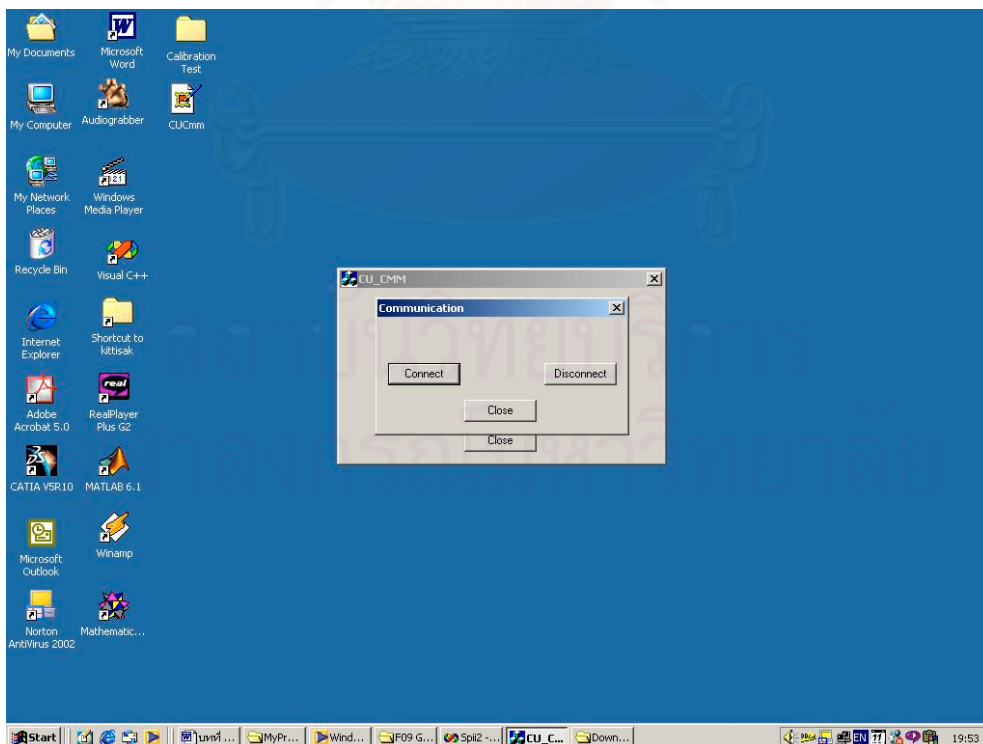 My Documents
Microsoft
Word
Calibration
Test
My Computer
Audiograbber
CUCmm
My Network
Places
Windows
Media Player
Recycle Bin
Visual C++
Internet
Explorer
Shortcut to
kittisak
Adobe
Acrobat 5.0
RealPlayer
Plus G2
CATIA V5R10
MATLAB 6.1
Microsoft
Outlook
Winamp
Norton
AntiVirus 2002
Mathematic...
CU_CMM
Communication
Connect
Disconnect
Close
Close
Start
บทที่ ...
MyPr...
Wind...
F09 G...
Spii2 -...
CU_C...
Down...
EN
19:53